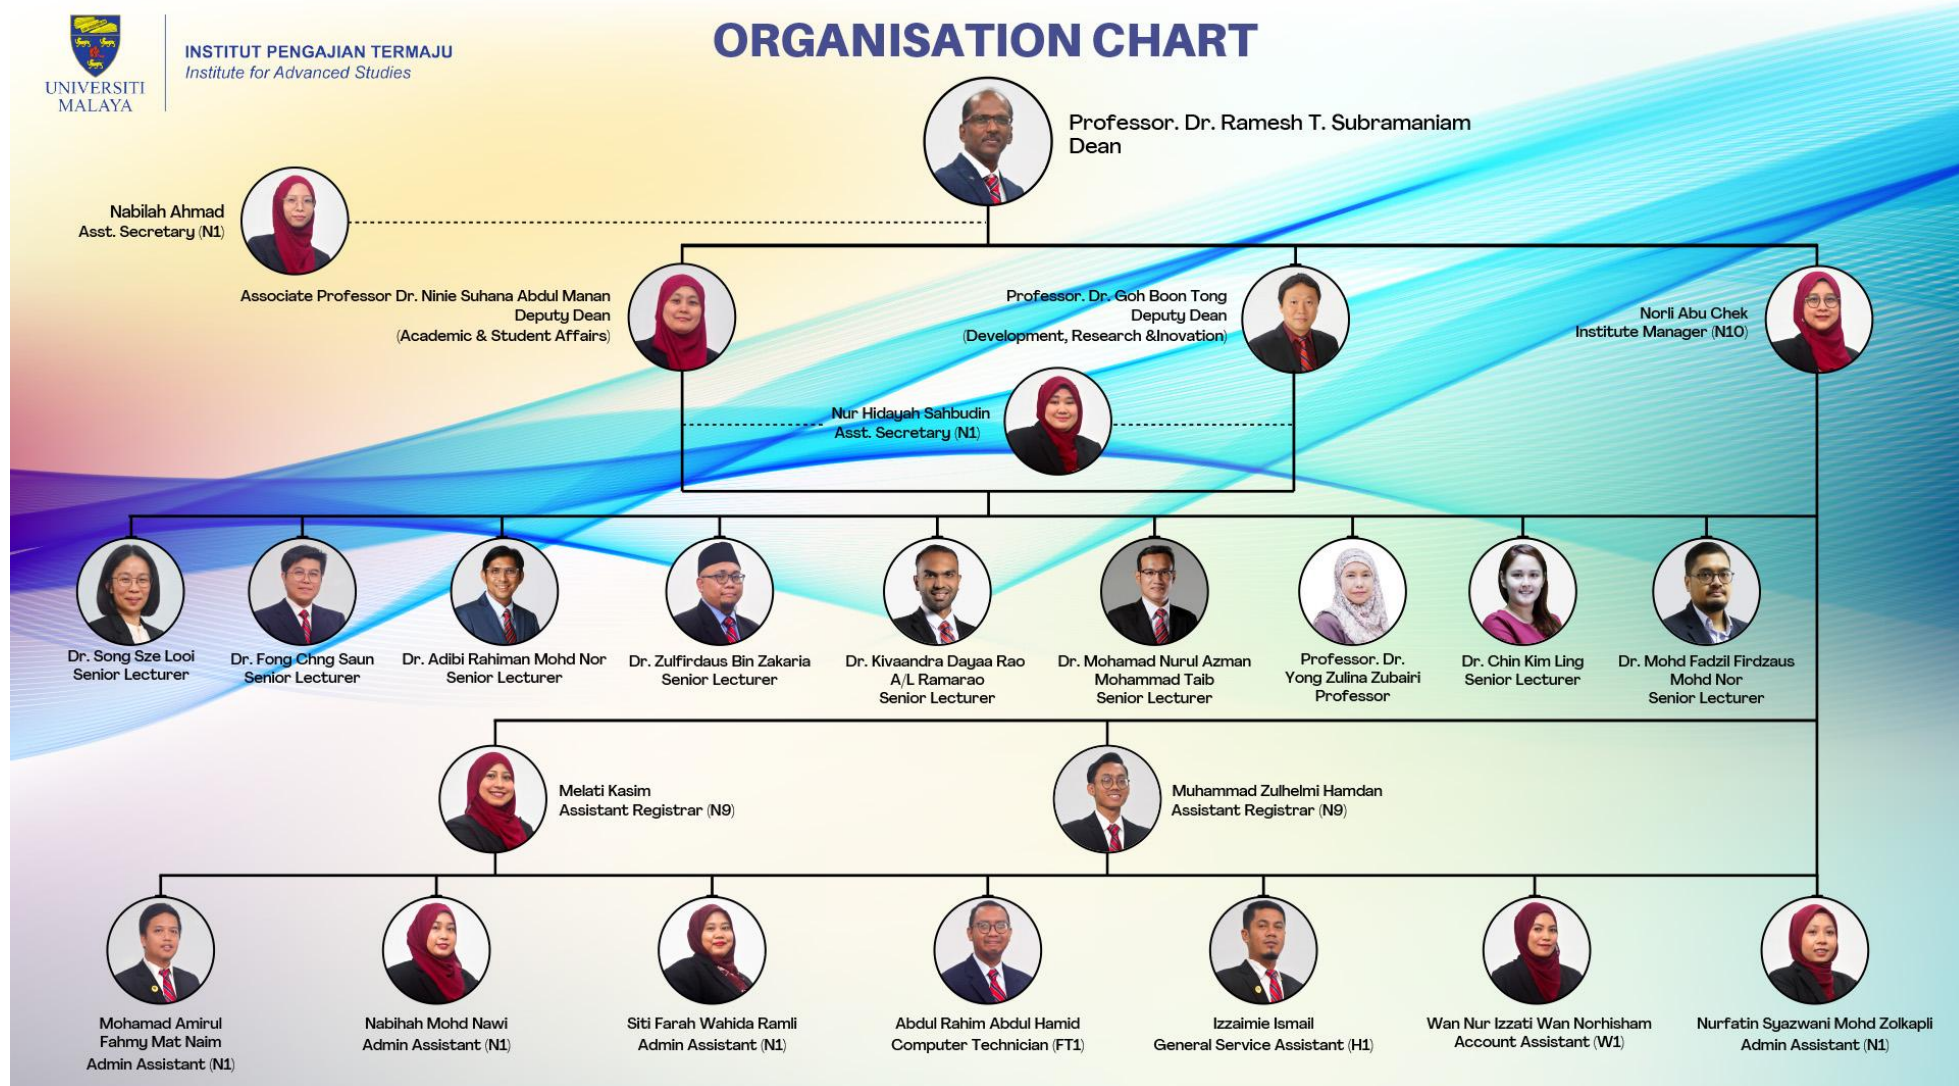 UNIVERSITI
MALAYA
INSTITUT PENGAJIAN TERMAJU
Institute for Advanced Studies
ORGANISATION CHART
Professor. Dr. Ramesh T. Subramaniam
Dean
Nabilah Ahmad
Asst. Secretary (N1)
Associate Professor Dr. Ninie Suhana Abdul Manan
Deputy Dean
(Academic & Student Affairs)
Professor. Dr. Goh Boon Tong
Deputy Dean
(Development, Research &Inovation)
Norli Abu Chek
Institute Manager (N10)
Nur Hidayah Sahbudin
Asst. Secretary (N1)
Dr. Song Sze Looi
Senior Lecturer
Dr. Fong Chng Saun
Senior Lecturer
Dr. Adibi Rahiman Mohd Nor
Senior Lecturer
Dr. Zulfirdaus Bin Zakaria
Senior Lecturer
Dr. Kivaandra Dayaa Rao
A/L Ramarao
Senior Lecturer
Dr. Mohamad Nurul Azman
Mohammad Taib
Senior Lecturer
Professor. Dr.
Yong Zulina Zubairi
Professor
Dr. Chin Kim Ling
Senior Lecturer
Dr. Mohd Fadzil Firdzaus
Mohd Nor
Senior Lecturer
Melati Kasim
Assistant Registrar (N9)
Muhammad Zulhelmi Hamdan
Assistant Registrar (N9)
Mohamad Amirul
Fahmy Mat Naim
Admin Assistant (N1)
Nabihah Mohd Nawi
Admin Assistant (N1)
Siti Farah Wahida Ramli
Admin Assistant (N1)
Abdul Rahim Abdul Hamid
Computer Technician (FT1)
Izzaimie Ismail
General Service Assistant (H1)
Wan Nur Izzati Wan Norhisham
Account Assistant (W1)
Nurfatin Syazwani Mohd Zolkapli
Admin Assistant (N1)